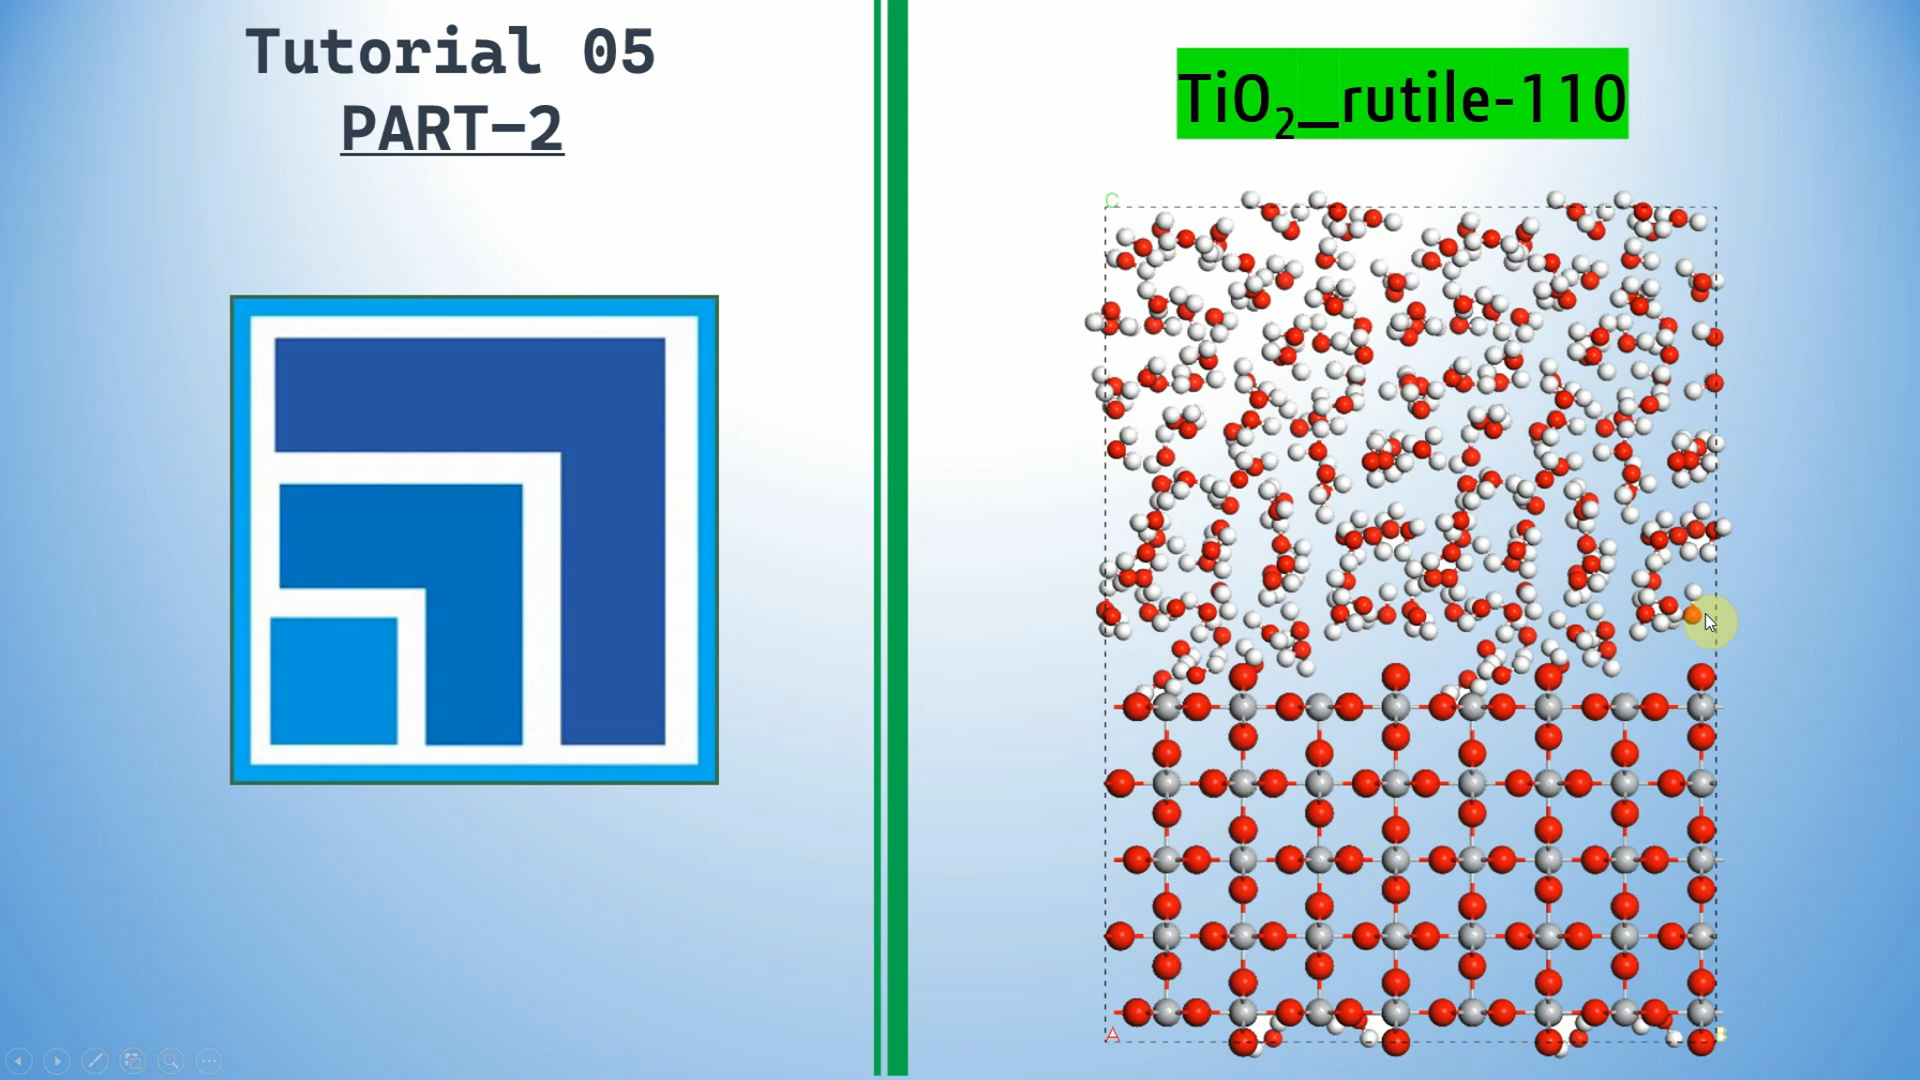 Tutorial 05
PART-2
TiO₂_rutile-110
C
A
B